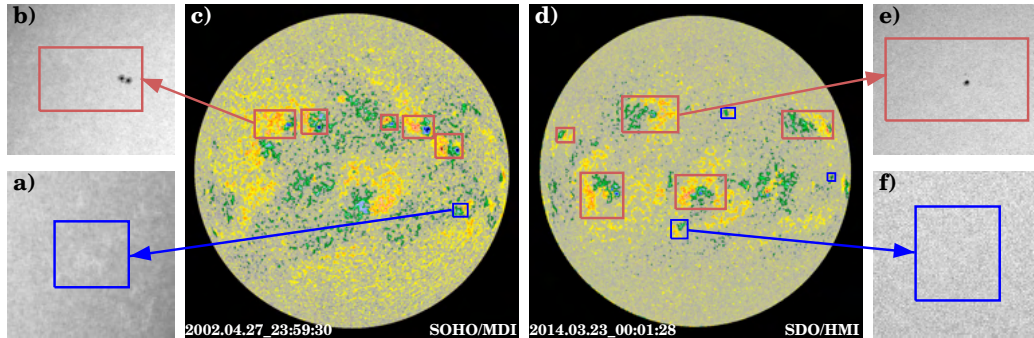 b)
c)
d)
e)
a)
f)
2002.04.27_23:59:30
SOHO/MDI
2014.03.23_00:01:28
SDO/HMI